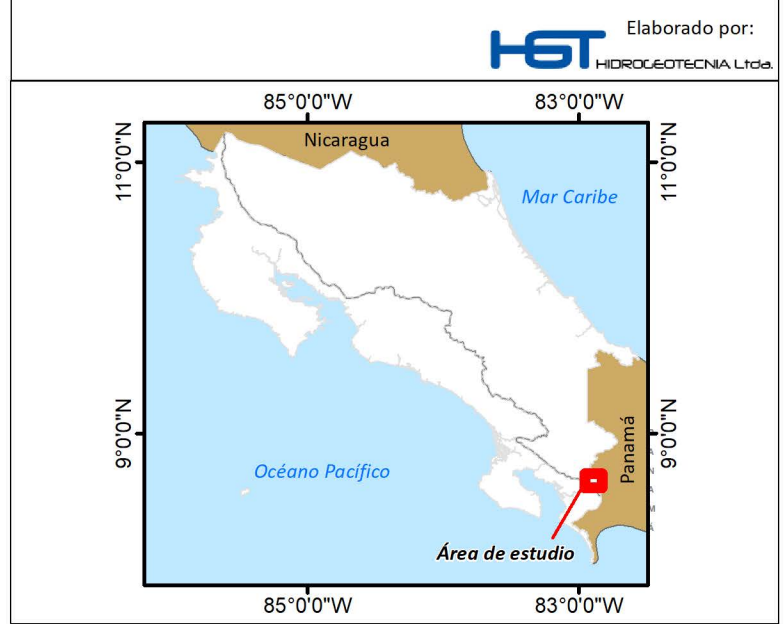 Elaborado por:
HGT
HIDROGEOTECNIA Ltda.
85°0'0"W
83°0'0"W
Nicaragua
11°0'0"N
11°0'0"N
Mar Caribe
9°0'0"N
9°0'0"N
Panamá
PANAMÁ
Océano Pacífico
Área de estudio
85°0'0"W
83°0'0"W